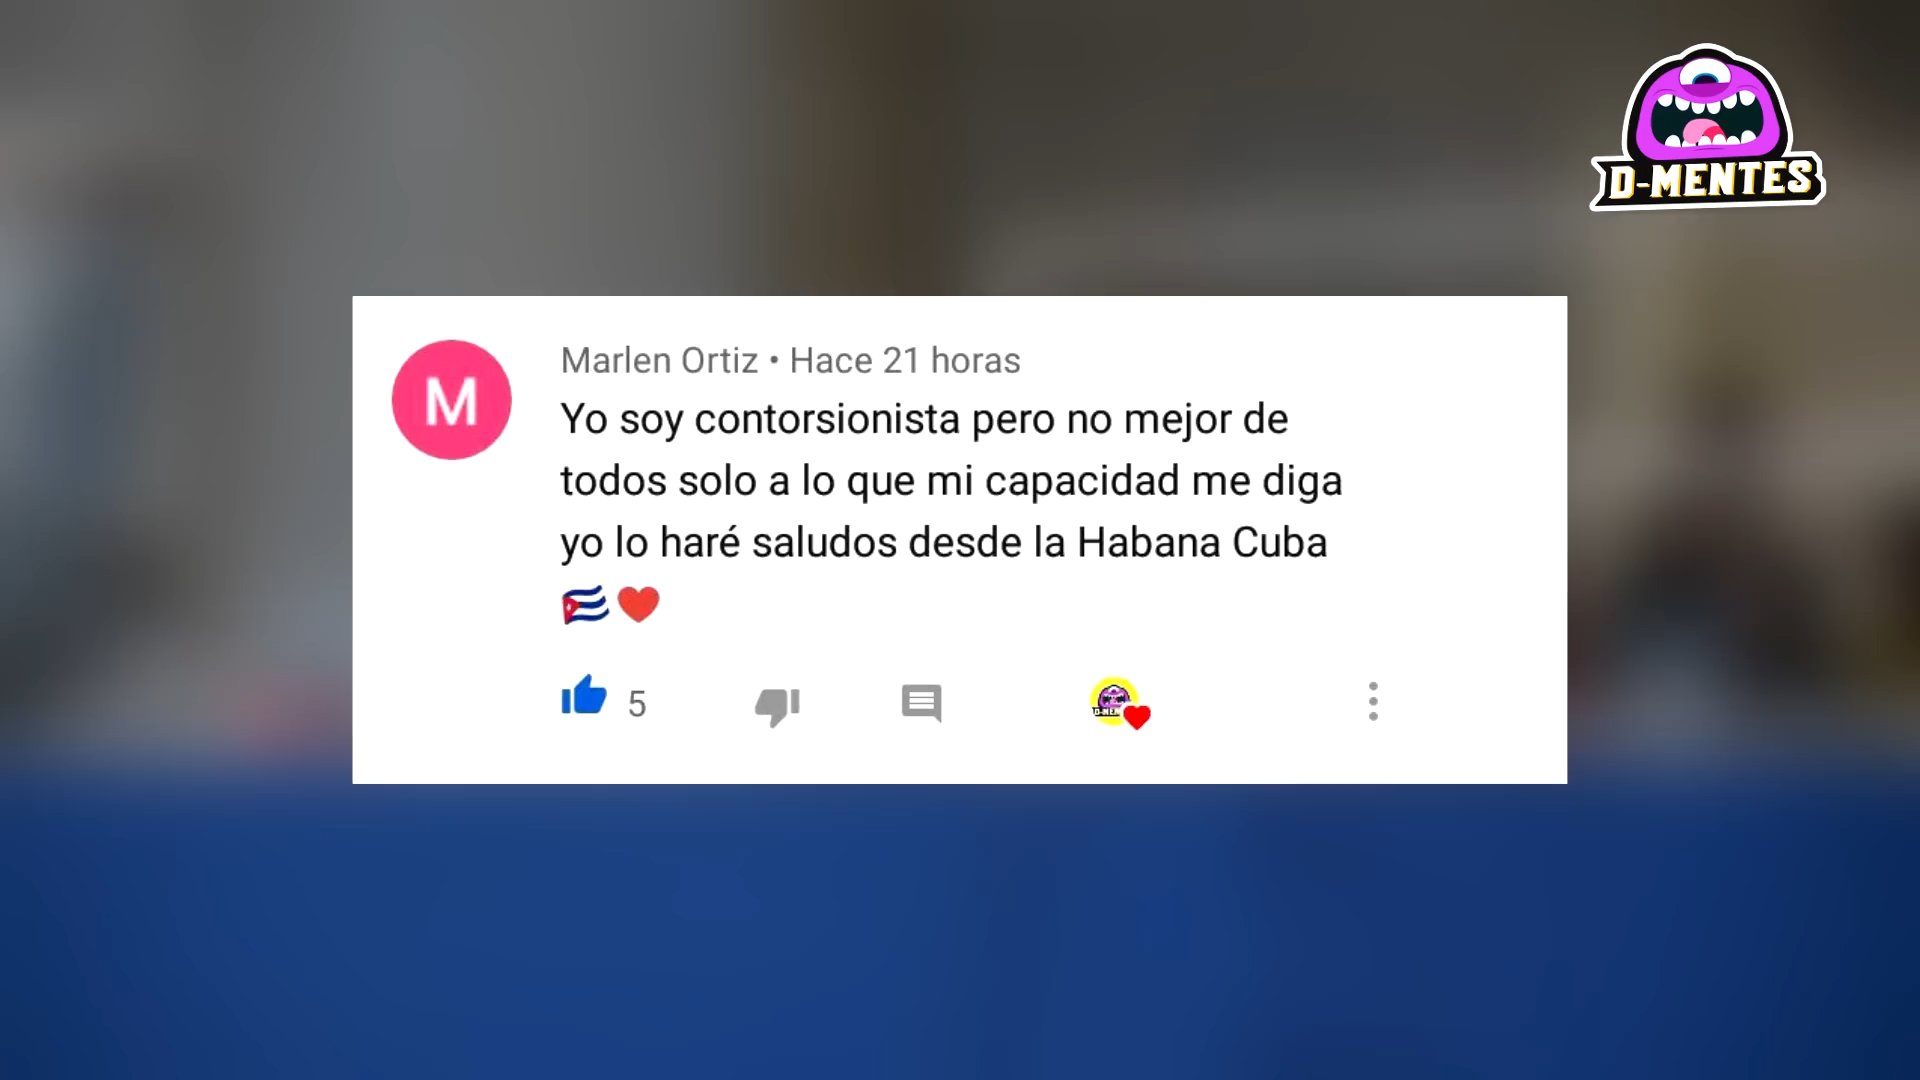 D-MENTES
M
Marlen Ortiz • Hace 21 horas
Yo soy contorsionista pero no mejor de
todos solo a lo que mi capacidad me diga
yo lo haré saludos desde la Habana Cuba
🇨🇺❤️
5